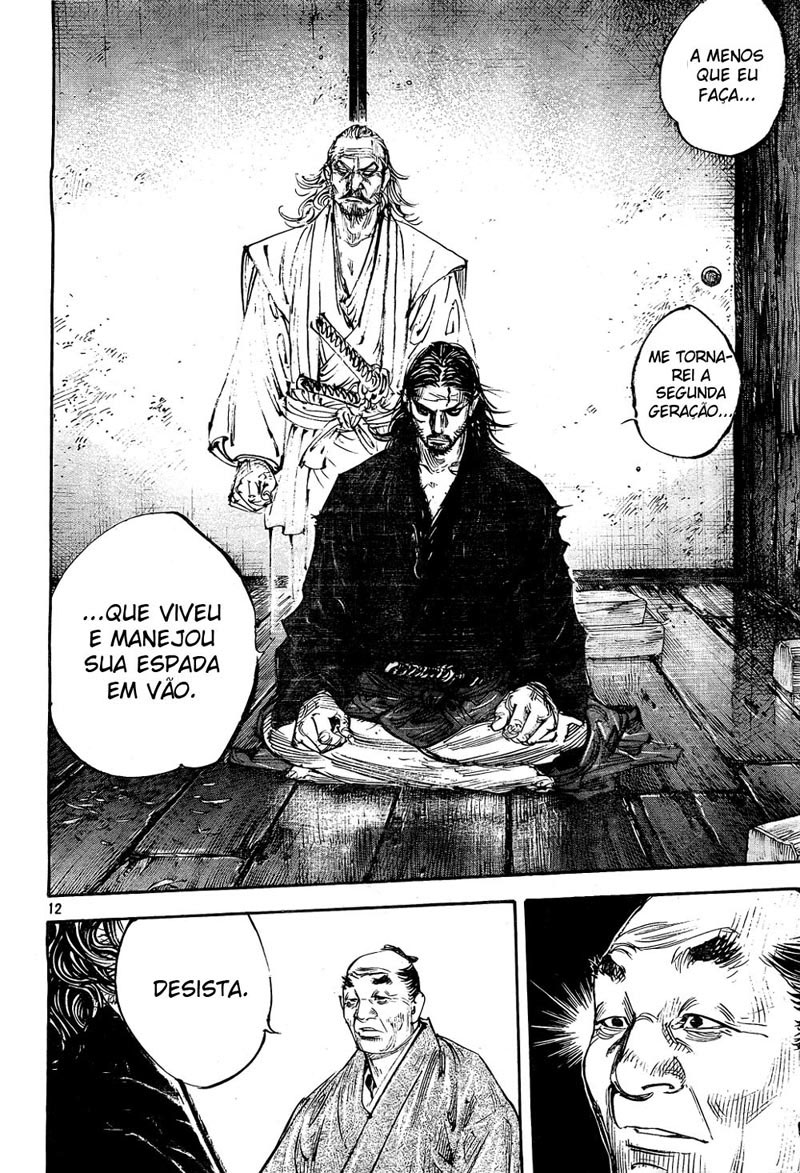 A MENOS
QUE EU
FAÇA...
ME TORNA-
REI A
SEGUNDA
GERAÇÃO...
...QUE VIVEU
E MANEJOU
SUA ESPADA
EM VÃO.
12
DESISTA.